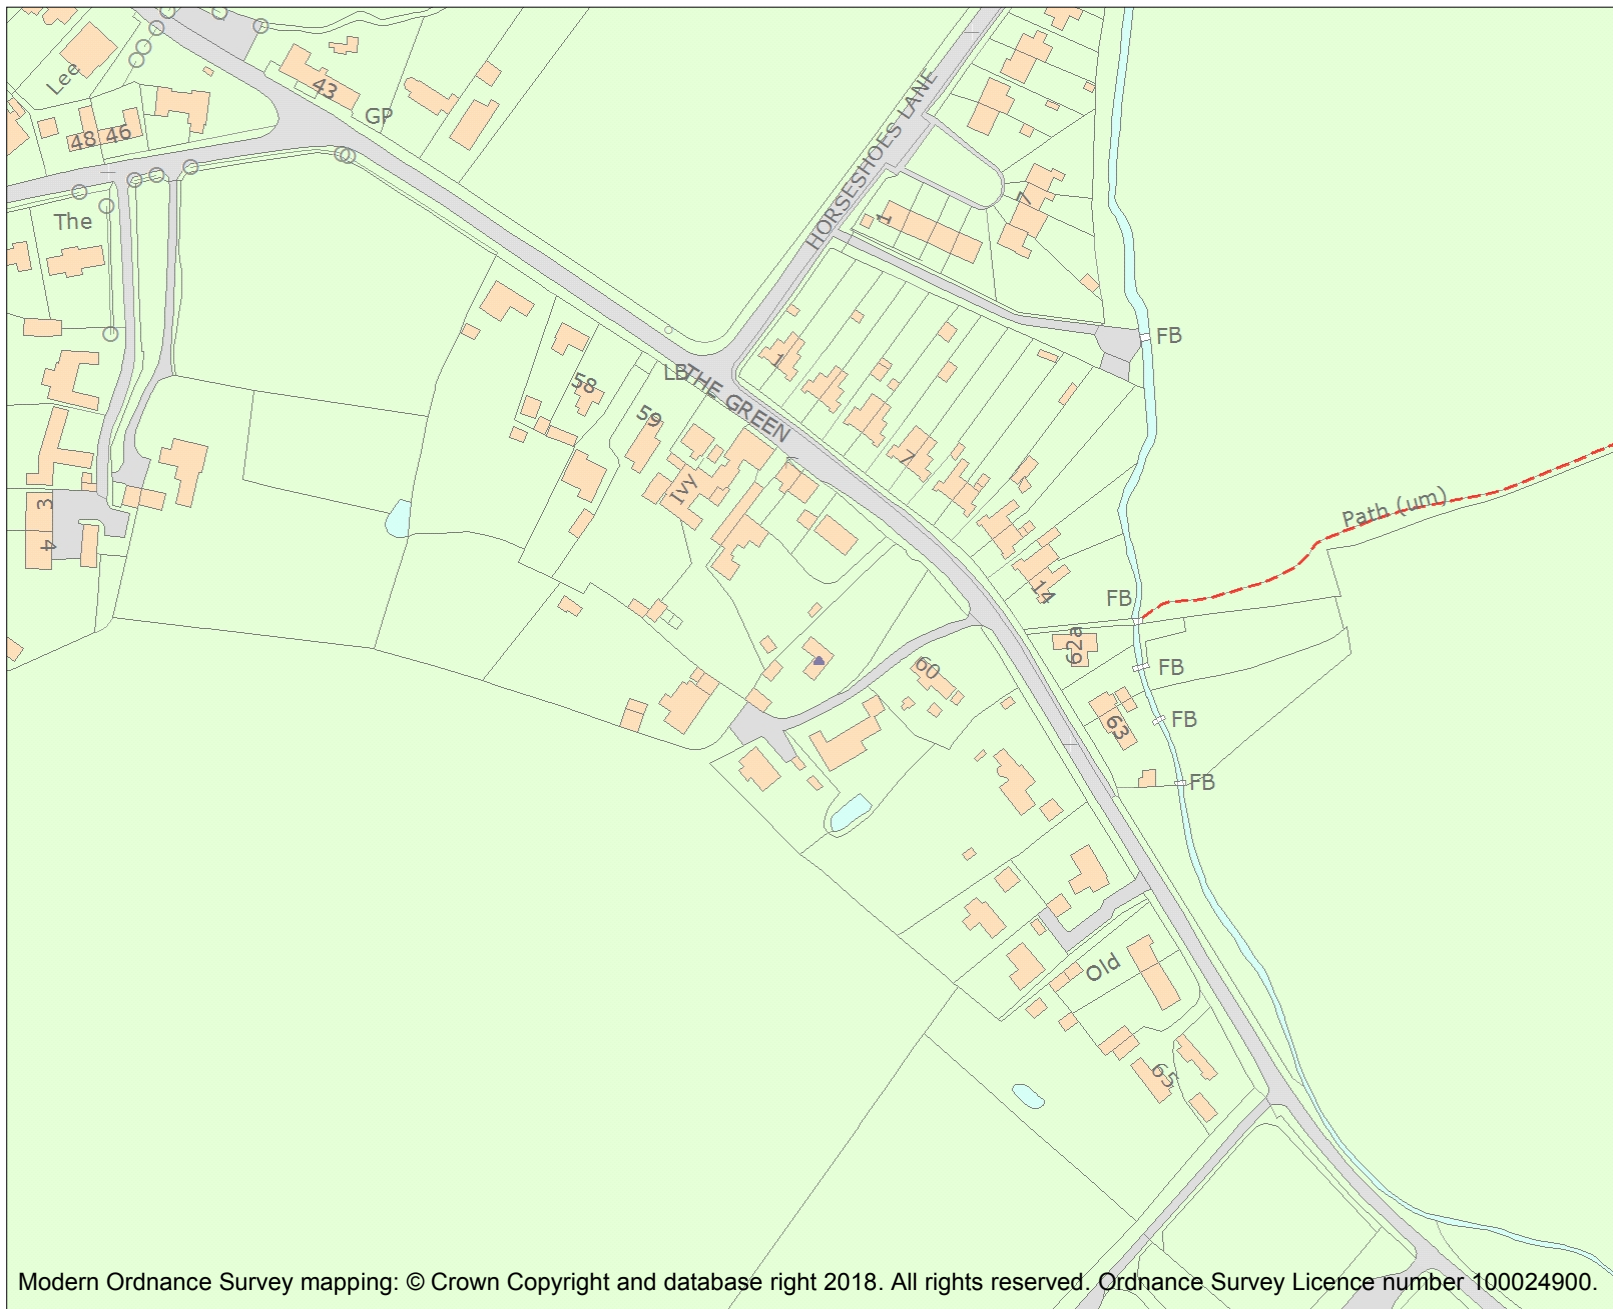 Lee
43
GP
48
46
HORSESHOES LANE
The
1
7
FB
LB
THE GREEN
1
58
59
7
Ivy
3
4
Path (um)
14
FB
62a
FB
60
63
FB
FB
Old
65
Modern Ordnance Survey mapping: © Crown Copyright and database right 2018. All rights reserved. Ordnance Survey Licence number 100024900.